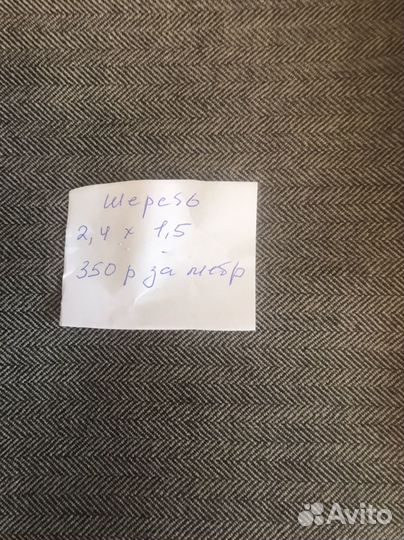 Шерсть
2,4 х 1,5
350 р за метр
Avito